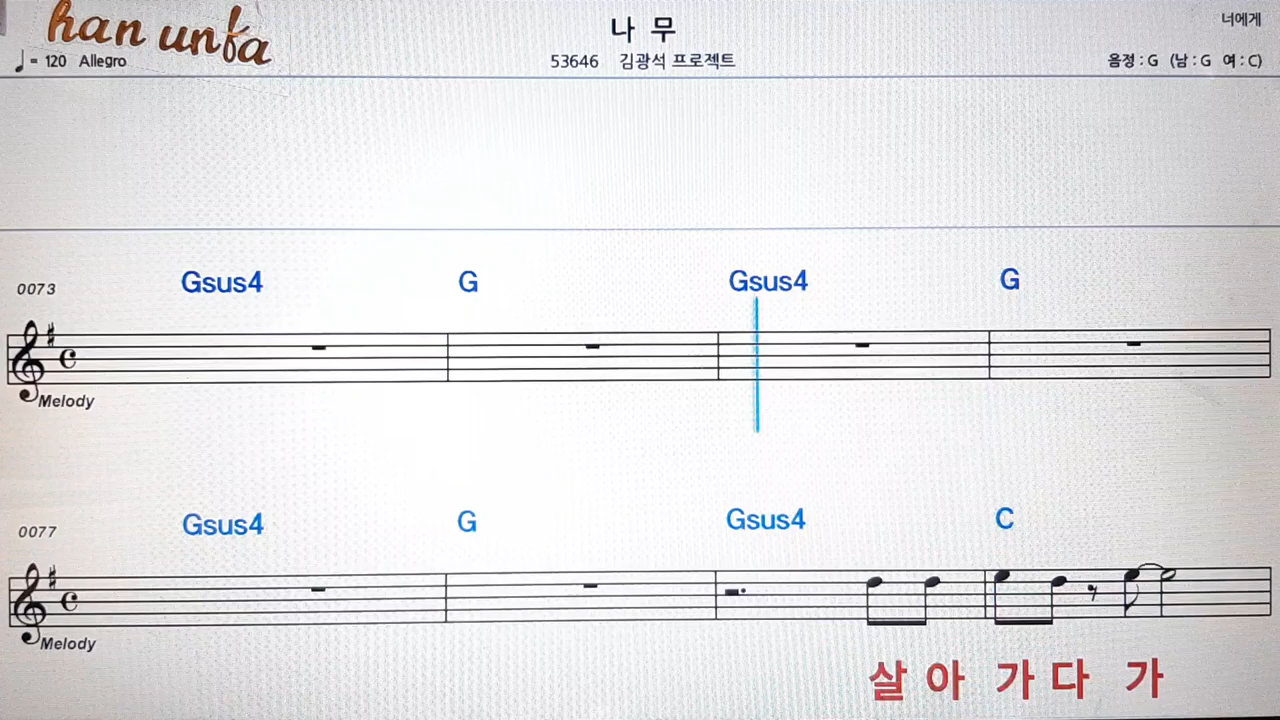 han unfa
나 무
너에게
♩= 120 Allegro
53646 김광석 프로젝트
음정 : G (남 : G 여 : C)
0073 Gsus4 G Gsus4 G
Melody
0077 Gsus4 G Gsus4 C
Melody
살 아 가 다 가